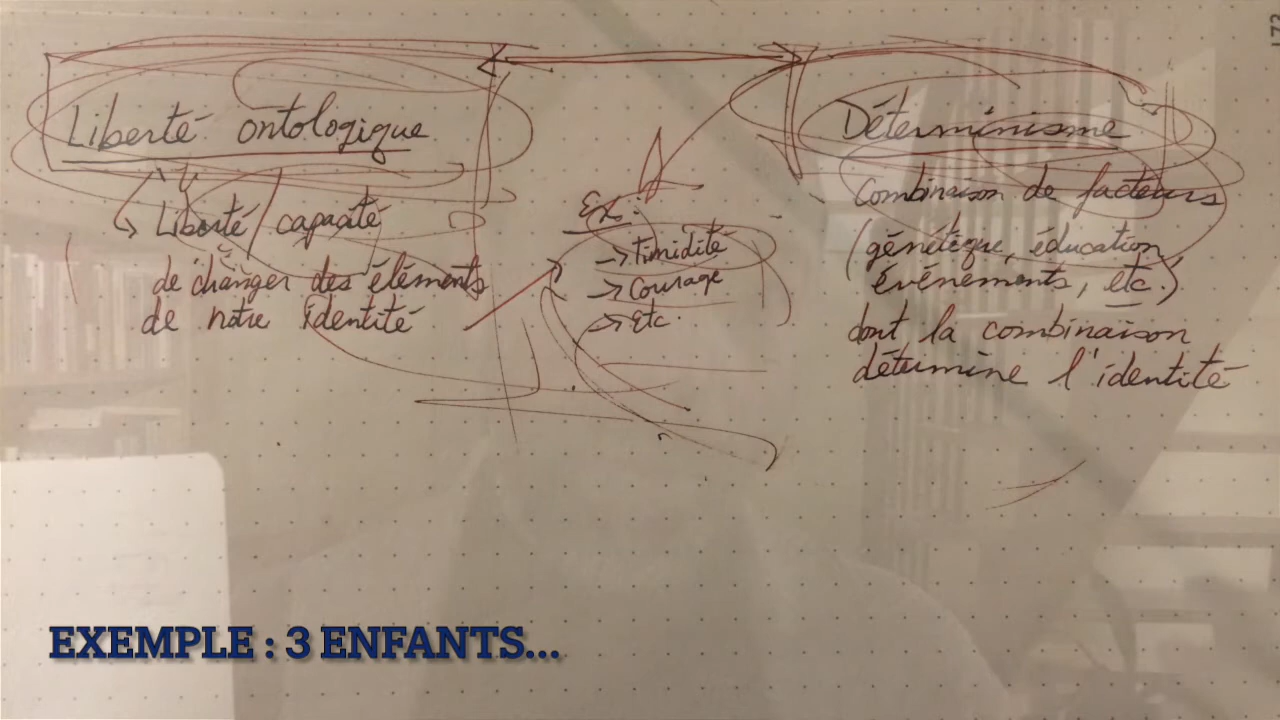 Liberté ontologique
→ Liberté / capacité
de changer des éléments
de notre identité
Ex. :
→ Timidité
→ Courage
→ Etc.
Déterminisme
Combinaison de facteurs
(génétique, éducation,
événements, etc.)
dont la combinaison
détermine l'identité
EXEMPLE : 3 ENFANTS...